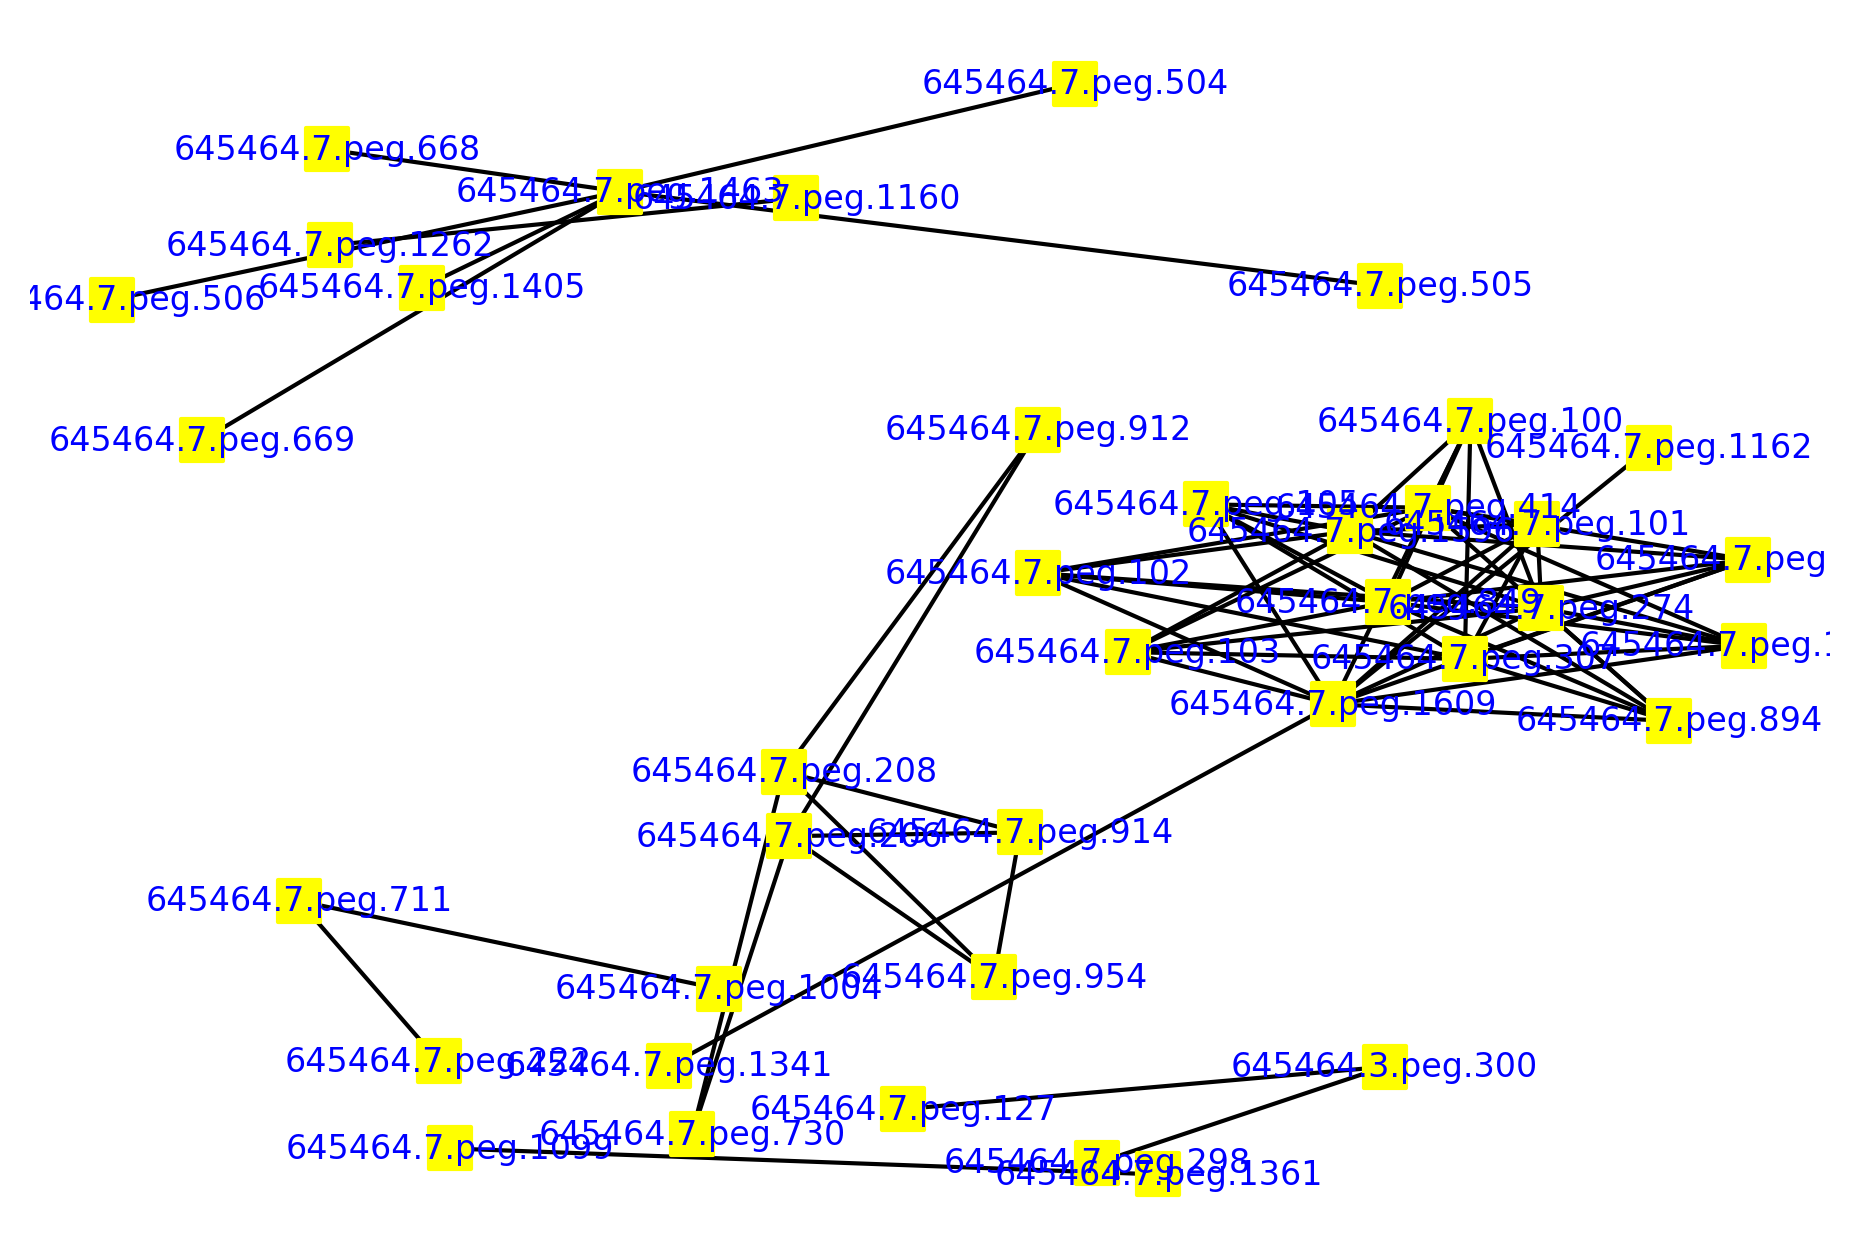 645464.7.peg.504
645464.7.peg.668
645464.7.peg.1463
645464.7.peg.1160
645464.7.peg.1262
645464.7.peg.505
645464.7.peg.1405
464.7.peg.506
645464.7.peg.669
645464.7.peg.100
645464.7.peg.912
645464.7.peg.1162
645464.7.peg.105
645464.7.peg.414
645464.7.peg.101
645464.7.peg
645464.7.peg.102
645464.7.peg.849
645464.7.peg.274
645464.7.peg.1
645464.7.peg.103
645464.7.peg.307
645464.7.peg.1609
645464.7.peg.894
645464.7.peg.208
645464.7.peg.914
645464.7.peg.206
645464.7.peg.711
645464.7.peg.954
645464.7.peg.1004
645464.7.peg.222
645464.7.peg.1341
645464.3.peg.300
645464.7.peg.127
645464.7.peg.730
645464.7.peg.1099
645464.7.peg.298
645464.7.peg.1361